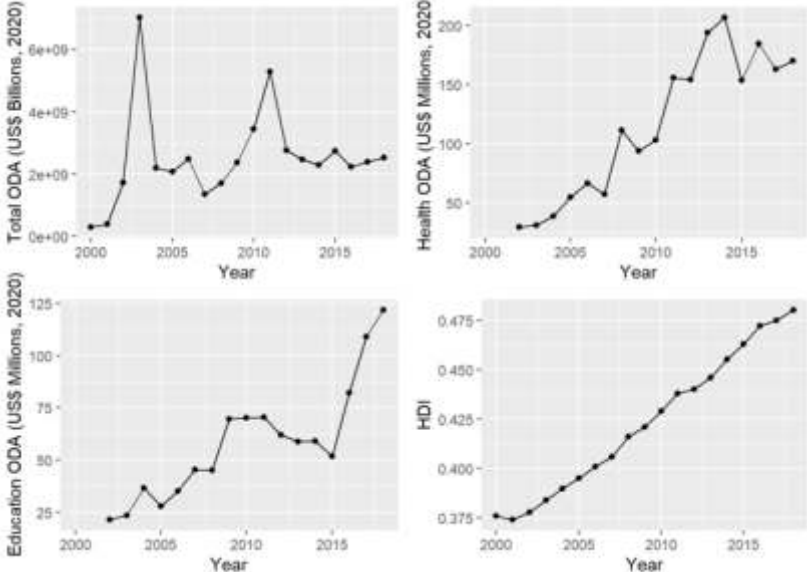 Total ODA (US$ Billions, 2020)
6e+09
4e+09
2e+09
0e+00
2000 2005 2010 2015
Year
Health ODA (US$ Millions, 2020
200
150
100
50
2000 2005 2010 2015
Year
Education ODA (US$ Millions, 2020)
125
100
75
50
25
2000 2005 2010 2015
Year
HDI
0.475
0.450
0.425
0.400
0.375
2000 2005 2010 2015
Year